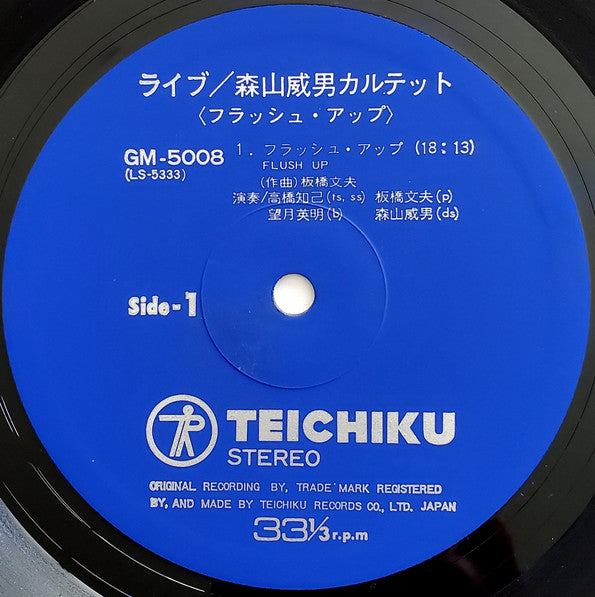 ライブ/森山威男カルテット
〈フラッシュ・アップ〉
GM-5008
(LS-5333)
1. フラッシュ・アップ (18:13)
FLUSH UP
(作曲)板橋文夫
演奏/高橋知己(ts, ss) 板橋文夫(p)
望月英明(b) 森山威男(ds)
Side-1
TEICHIKU
STEREO
ORIGINAL RECORDING BY, TRADE MARK REGISTERED
BY, AND MADE BY TEICHIKU RECORDS CO., LTD. JAPAN
33⅓ r.p.m